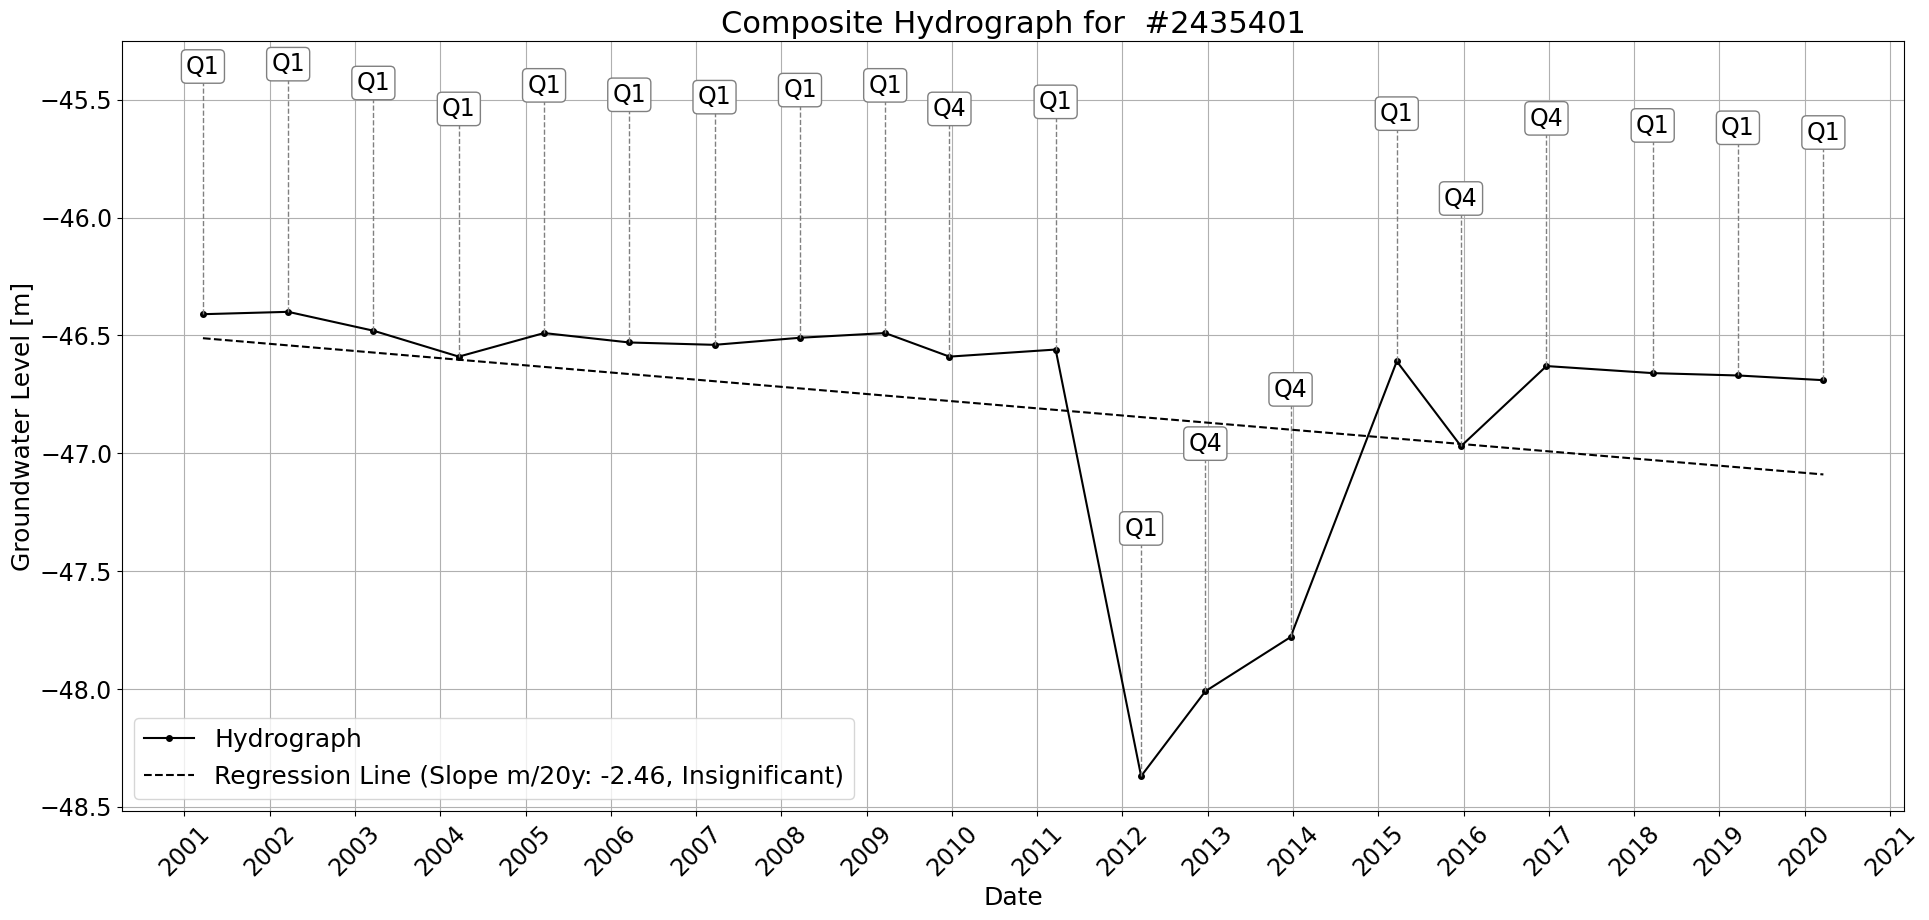 Composite Hydrograph for  #2435401
Q1
Q1
Q1
Q1
Q1
Q1
Q1
Q1
Q1
Q4
Q1
Q1
Q4
Q4
Q1
Q4
Q4
Q1
Q1
Q1
Groundwater Level [m]
−45.5
−46.0
−46.5
−47.0
−47.5
−48.0
−48.5
Hydrograph
Regression Line (Slope m/20y: -2.46, Insignificant)
2001
2002
2003
2004
2005
2006
2007
2008
2009
2010
2011
2012
2013
2014
2015
2016
2017
2018
2019
2020
2021
Date